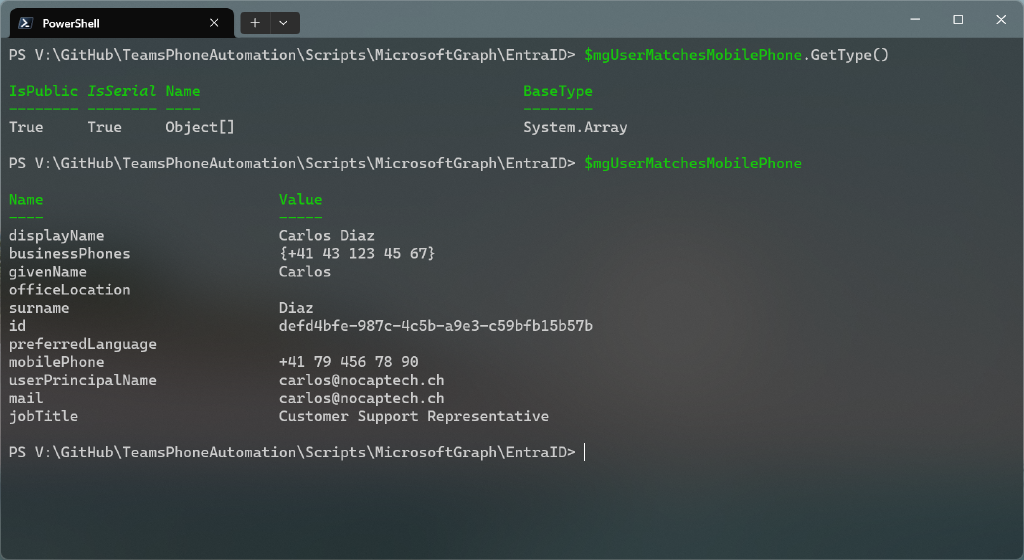 PowerShell
PS V:\GitHub\TeamsPhoneAutomation\Scripts\MicrosoftGraph\EntraID> $mgUserMatchesMobilePhone.GetType()
IsPublic IsSerial Name BaseType
-------- -------- ---- --------
True True Object[] System.Array
PS V:\GitHub\TeamsPhoneAutomation\Scripts\MicrosoftGraph\EntraID> $mgUserMatchesMobilePhone
Name Value
---- -----
displayName Carlos Diaz
businessPhones {+41 43 123 45 67}
givenName Carlos
officeLocation
surname Diaz
id defd4bfe-987c-4c5b-a9e3-c59bfb15b57b
preferredLanguage
mobilePhone +41 79 456 78 90
userPrincipalName carlos@nocaptech.ch
mail carlos@nocaptech.ch
jobTitle Customer Support Representative
PS V:\GitHub\TeamsPhoneAutomation\Scripts\MicrosoftGraph\EntraID>